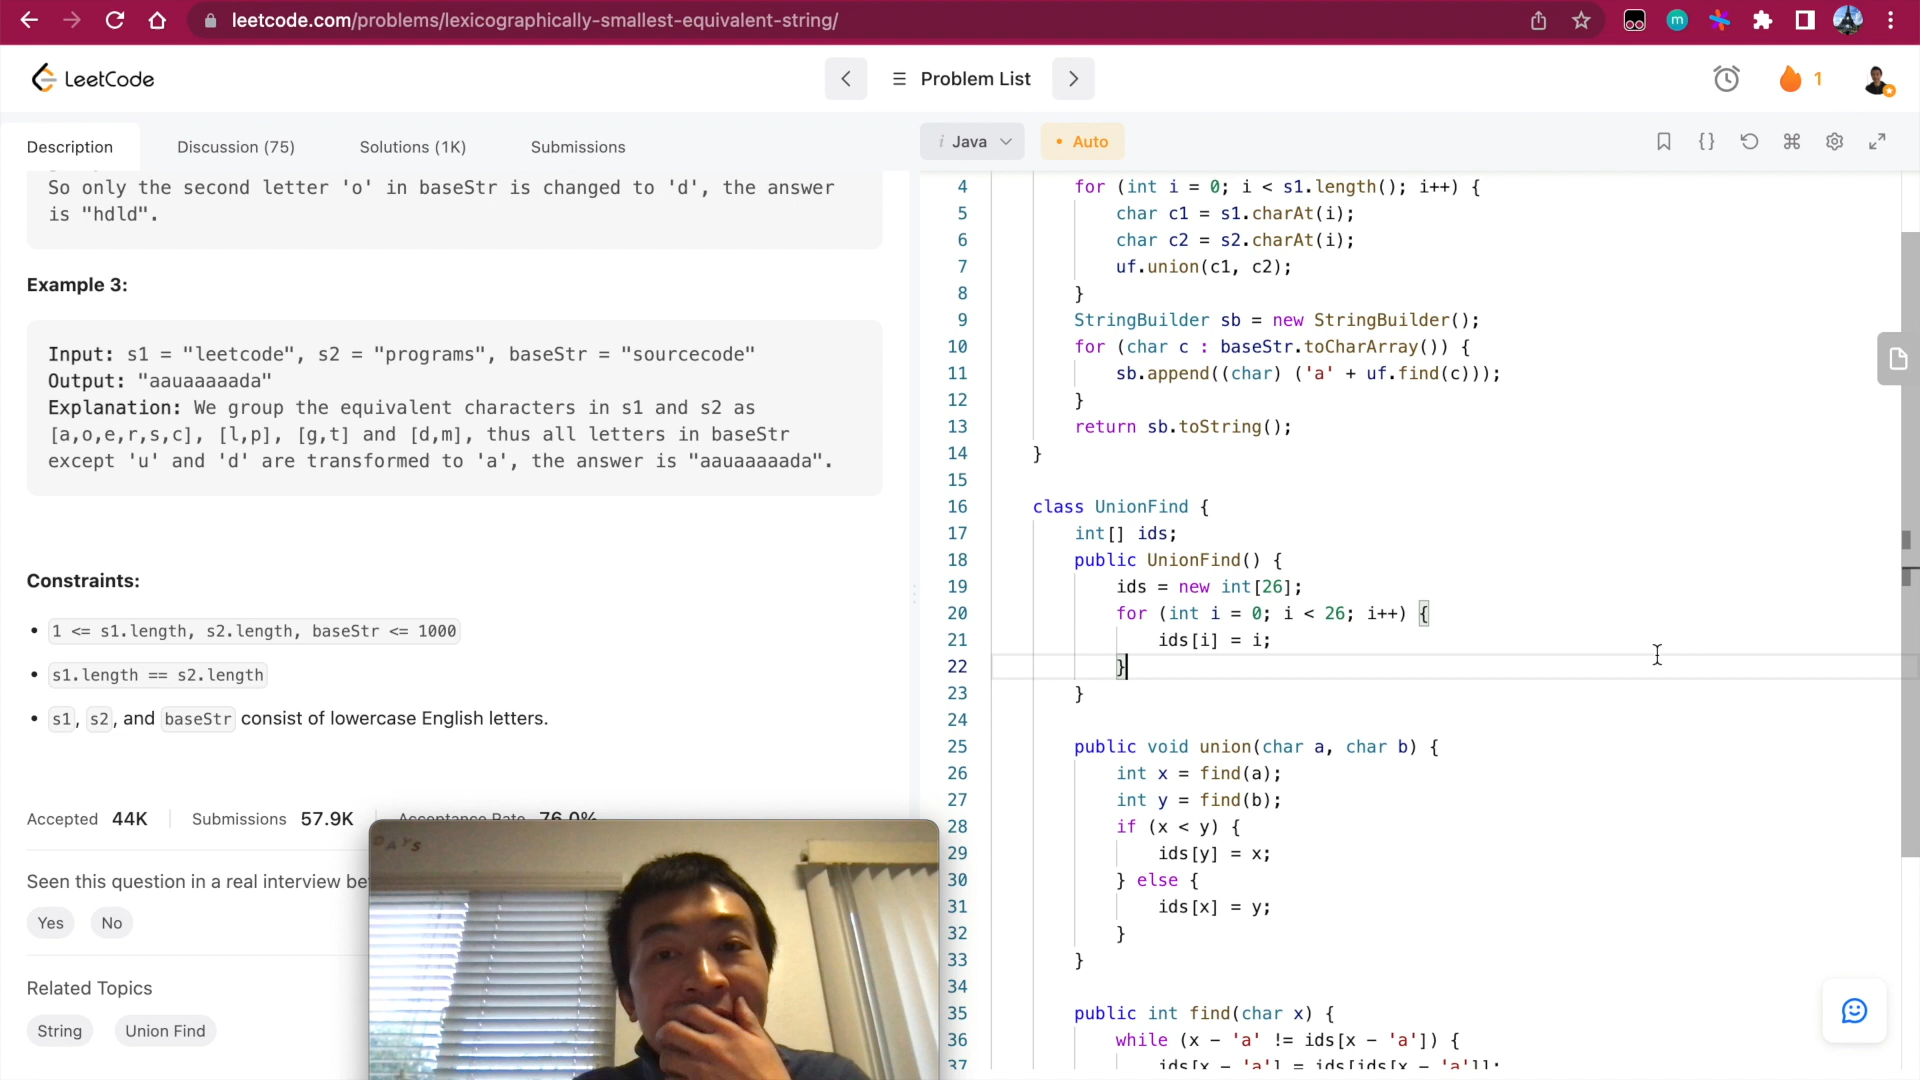 leetcode.com/problems/lexicographically-smallest-equivalent-string/
m
LeetCode
Problem List
1
Description
Discussion (75)
Solutions (1K)
Submissions
So only the second letter 'o' in baseStr is changed to 'd', the answer
is "hdld".
Example 3:
Input: s1 = "leetcode", s2 = "programs", baseStr = "sourcecode"
Output: "aauaaaaada"
Explanation: We group the equivalent characters in s1 and s2 as
[a,o,e,r,s,c], [l,p], [g,t] and [d,m], thus all letters in baseStr
except 'u' and 'd' are transformed to 'a', the answer is "aauaaaaada".
Constraints:
• 1 <= s1.length, s2.length, baseStr <= 1000
• s1.length == s2.length
• s1, s2, and baseStr consist of lowercase English letters.
Accepted 44K
Submissions 57.9K
Acceptance Rate 76.0%
Seen this question in a real interview be
Yes
No
Related Topics
String
Union Find
DAYS
i Java
• Auto
4 for (int i = 0; i < s1.length(); i++) {
5 char c1 = s1.charAt(i);
6 char c2 = s2.charAt(i);
7 uf.union(c1, c2);
8 }
9 StringBuilder sb = new StringBuilder();
10 for (char c : baseStr.toCharArray()) {
11 sb.append((char) ('a' + uf.find(c)));
12 }
13 return sb.toString();
14 }
15
16 class UnionFind {
17 int[] ids;
18 public UnionFind() {
19 ids = new int[26];
20 for (int i = 0; i < 26; i++) {
21 ids[i] = i;
22 }
23 }
24
25 public void union(char a, char b) {
26 int x = find(a);
27 int y = find(b);
28 if (x < y) {
29 ids[y] = x;
30 } else {
31 ids[x] = y;
32 }
33 }
34
35 public int find(char x) {
36 while (x - 'a' != ids[x - 'a']) {
37 ids[x - 'a'] = ids[ids[x - 'a']];